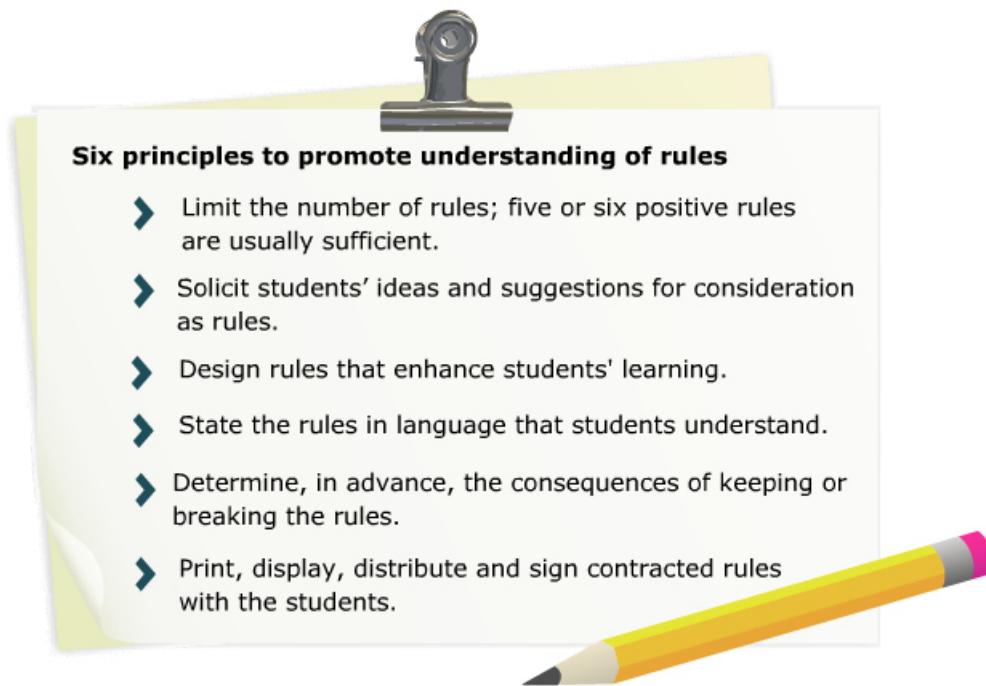 Six principles to promote understanding of rules
Limit the number of rules; five or six positive rules
are usually sufficient.
Solicit students’ ideas and suggestions for consideration
as rules.
Design rules that enhance students' learning.
State the rules in language that students understand.
Determine, in advance, the consequences of keeping or
breaking the rules.
Print, display, distribute and sign contracted rules
with the students.